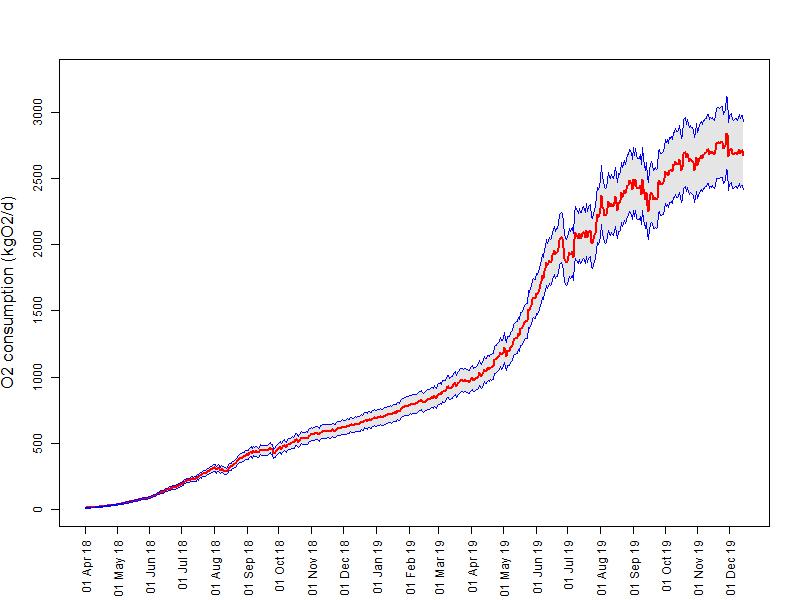 O2 consumption (kgO2/d)
3000
2500
2000
1500
1000
500
0
01 Apr 18
01 May 18
01 Jun 18
01 Jul 18
01 Aug 18
01 Sep 18
01 Oct 18
01 Nov 18
01 Dec 18
01 Jan 19
01 Feb 19
01 Mar 19
01 Apr 19
01 May 19
01 Jun 19
01 Jul 19
01 Aug 19
01 Sep 19
01 Oct 19
01 Nov 19
01 Dec 19